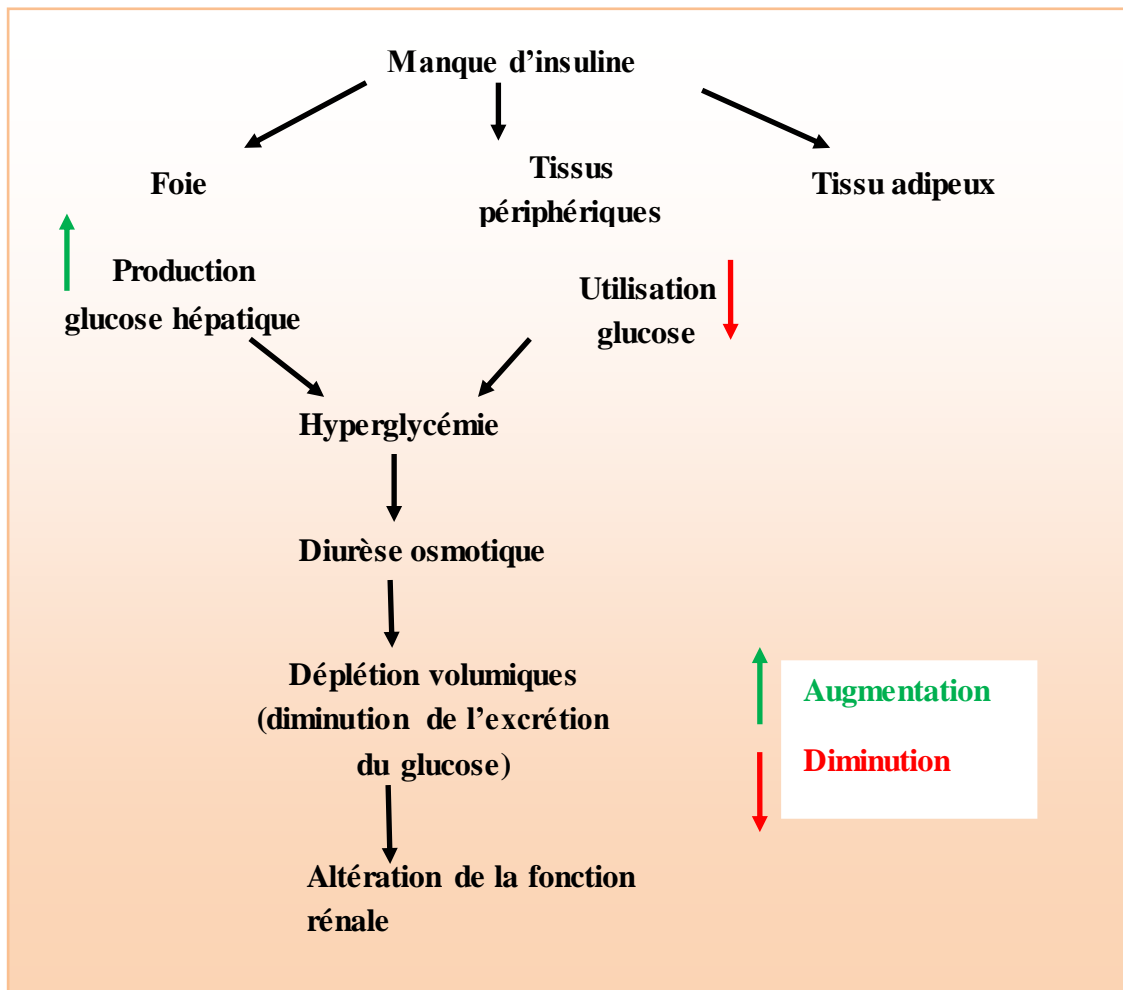 Manque d'insuline
Foie
Tissus
périphériques
Tissu adipeux
Production
glucose hépatique
Utilisation
glucose
Hyperglycémie
Diurèse osmotique
Déplétion volumiques
(diminution de l'excrétion
du glucose)
Altération de la fonction
rénale
Augmentation
Diminution